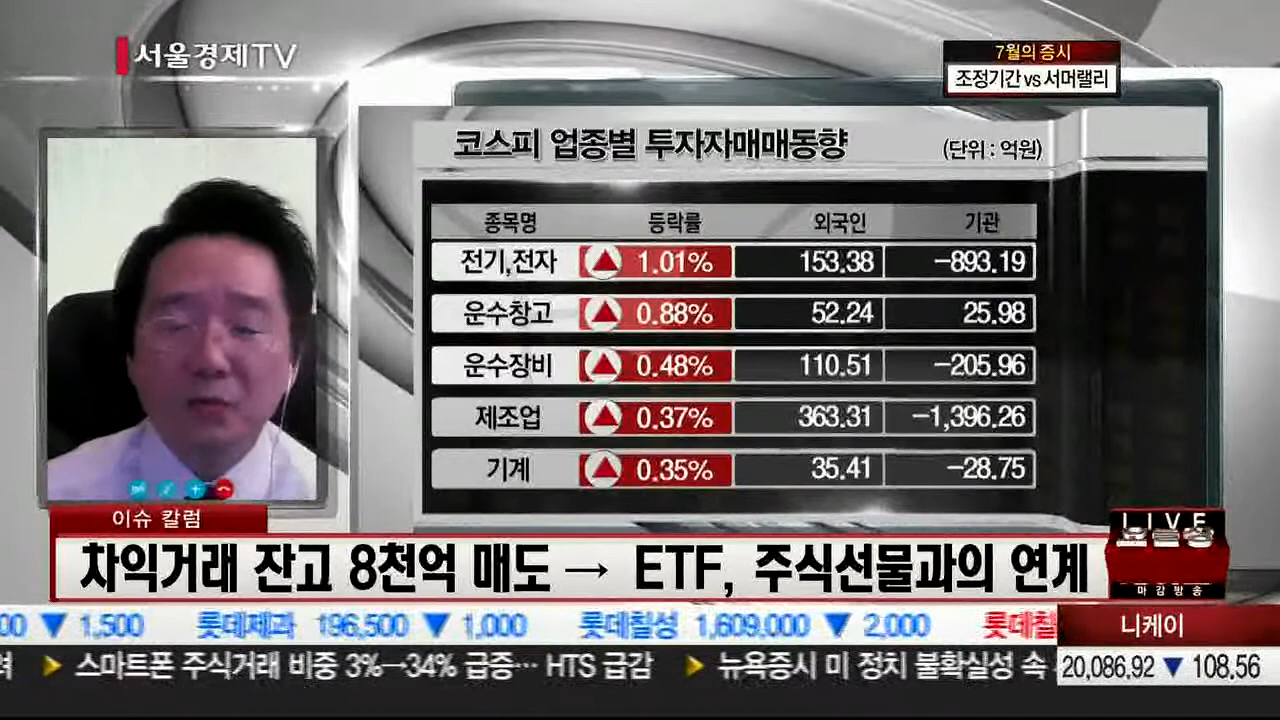 서울경제TV
7월의 증시
조정기간 vs 서머랠리
코스피 업종별 투자자매매동향
(단위 : 억원)
종목명 등락률 외국인 기관
전기,전자 1.01% 153.38 -893.19
운수창고 0.88% 52.24 25.98
운수장비 0.48% 110.51 -205.96
제조업 0.37% 363.31 -1,396.26
기계 0.35% 35.41 -28.75
이슈 칼럼
LIVE
차익거래 잔고 8천억 매도 → ETF, 주식선물과의 연계
마감방송
00 ▼ 1,500 롯데제과 196,500 ▼ 1,000 롯데칠성 1,609,000 ▼ 2,000 롯데칠
니케이
스마트폰 주식거래 비중 3%→34% 급증… HTS 급감 뉴욕증시 미 정치 불확실성 속
20,086.92 ▼ 108.56